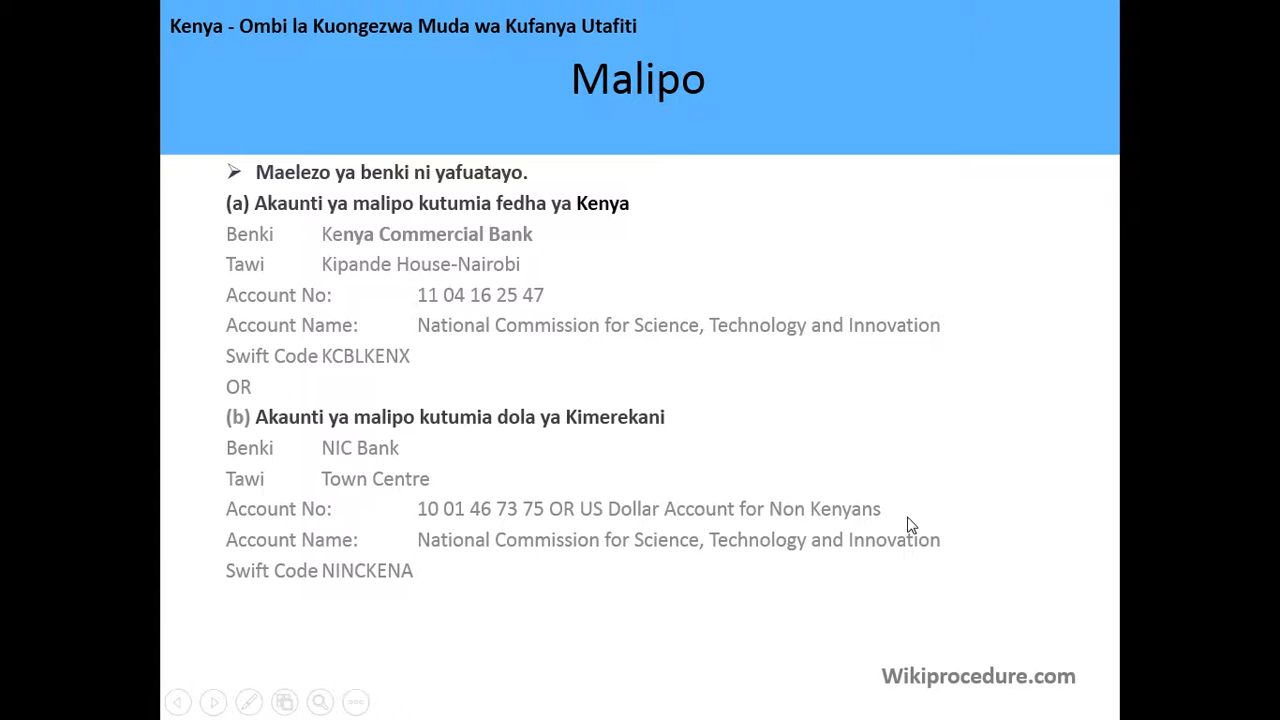 Kenya - Ombi la Kuongezwa Muda wa Kufanya Utafiti
Malipo
Maelezo ya benki ni yafuatayo.
(a) Akaunti ya malipo kutumia fedha ya Kenya
Benki Kenya Commercial Bank
Tawi Kipande House-Nairobi
Account No: 11 04 16 25 47
Account Name: National Commission for Science, Technology and Innovation
Swift Code KCBLKENX
OR
(b) Akaunti ya malipo kutumia dola ya Kimerekani
Benki NIC Bank
Tawi Town Centre
Account No: 10 01 46 73 75 OR US Dollar Account for Non Kenyans
Account Name: National Commission for Science, Technology and Innovation
Swift Code NINCKENA
Wikiprocedure.com